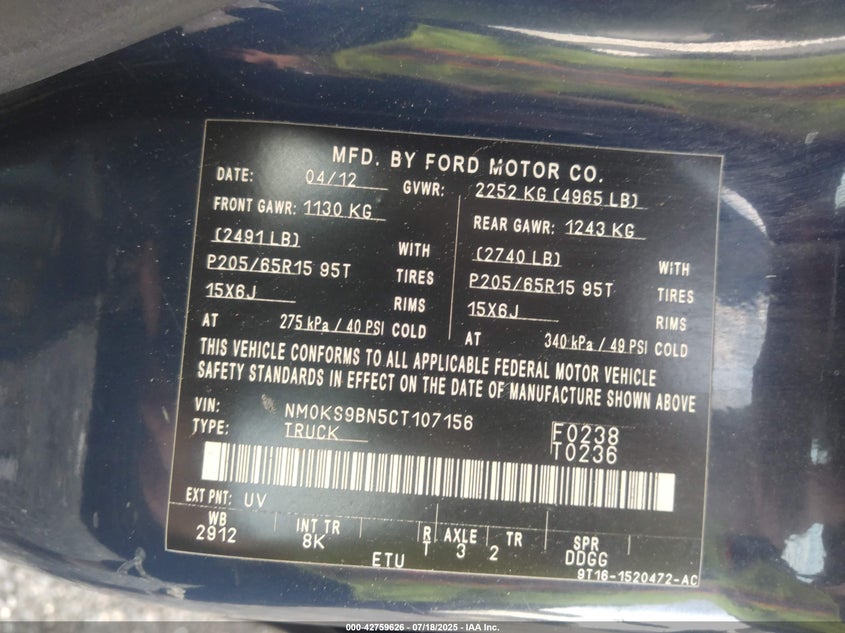 MFD. BY FORD MOTOR CO.
DATE: 04/12 GVWR: 2252 KG (4965 LB)
FRONT GAWR: 1130 KG REAR GAWR: 1243 KG
(2491 LB) WITH (2740 LB) WITH
P205/65R15 95T TIRES P205/65R15 95T TIRES
15X6J RIMS 15X6J RIMS
AT 275 kPa / 40 PSI COLD AT 340 kPa / 49 PSI COLD
THIS VEHICLE CONFORMS TO ALL APPLICABLE FEDERAL MOTOR VEHICLE
SAFETY STANDARDS IN EFFECT ON THE DATE OF MANUFACTURE SHOWN ABOVE
VIN: NM0KS9BN5CT107156 F0238
TYPE: TRUCK T0236
EXT PNT: UV
WB INT TR R AXLE TR SPR
2912 8K 1 3 2 DDGG
ETU 9T16-1520472-AC
000-42759626 - 07/18/2025 - IAA Inc.